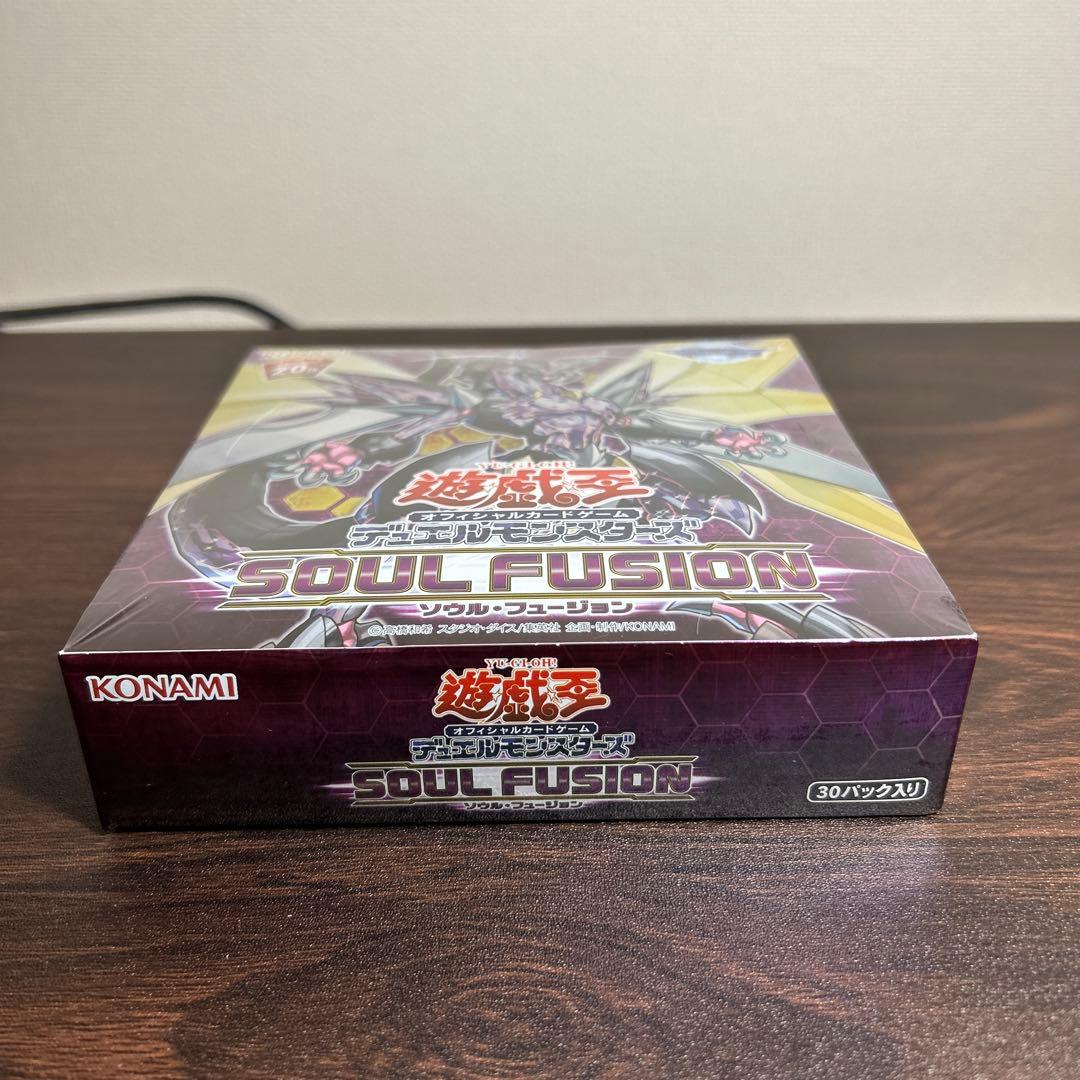 20th
YU-GI-OH!
遊戯王
オフィシャルカードゲーム
デュエルモンスターズ
SOUL FUSION
ソウル・フュージョン
©高橋和希 スタジオ・ダイス/集英社 企画・制作/KONAMI
KONAMI
YU-GI-OH!
遊戯王
オフィシャルカードゲーム
デュエルモンスターズ
SOUL FUSION
ソウル・フュージョン
30パック入り